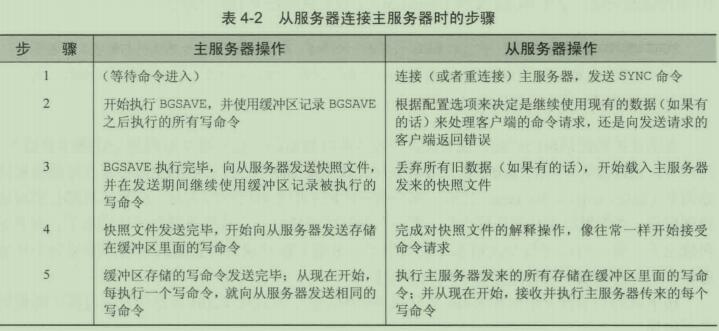 表 4-2 从服务器连接主服务器时的步骤
步 骤 主服务器操作 从服务器操作
1 (等待命令进入) 连接(或者重连接)主服务器,发送 SYNC 命令
2 开始执行 BGSAVE,并使用缓冲区记录 BGSAVE
之后执行的所有写命令
根据配置选项来决定是继续使用现有的数据(如果有
的话)来处理客户端的命令请求,还是向发送请求的
客户端返回错误
3 BGSAVE 执行完毕,向从服务器发送快照文件,
并在发送期间继续使用缓冲区记录被执行的
写命令
丢弃所有旧数据(如果有的话),开始载入主服务器
发来的快照文件
4 快照文件发送完毕,开始向从服务器发送存储
在缓冲区里面的写命令
完成对快照文件的解释操作,像往常一样开始接受
命令请求
5 缓冲区存储的写命令发送完毕;从现在开始,
每执行一个写命令,就向从服务器发送相同的
写命令
执行主服务器发来的所有存储在缓冲区里面的写命
令;并从现在开始,接收并执行主服务器传来的每个
写命令